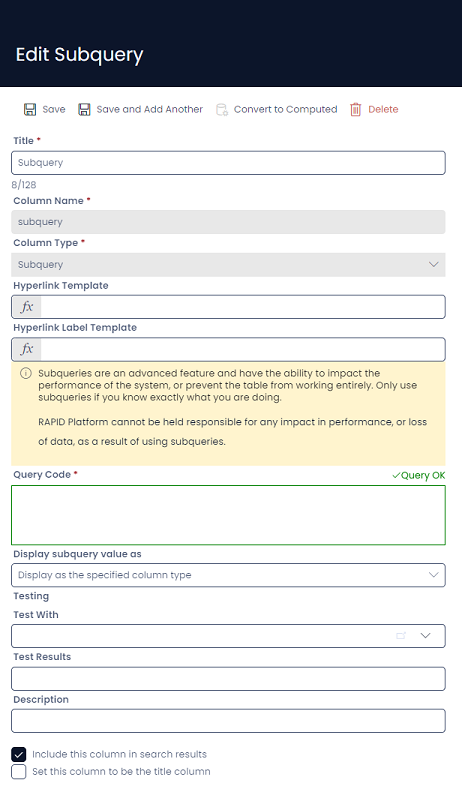 Edit Subquery
Save Save and Add Another Convert to Computed Delete
Title *
Subquery
8/128
Column Name *
subquery
Column Type *
Subquery
Hyperlink Template
fx
Hyperlink Label Template
fx
Subqueries are an advanced feature and have the ability to impact the
performance of the system, or prevent the table from working entirely. Only use
subqueries if you know exactly what you are doing.
RAPID Platform cannot be held responsible for any impact in performance, or loss
of data, as a result of using subqueries.
Query Code * Query OK
Display subquery value as
Display as the specified column type
Testing
Test With
Test Results
Description
Include this column in search results
Set this column to be the title column